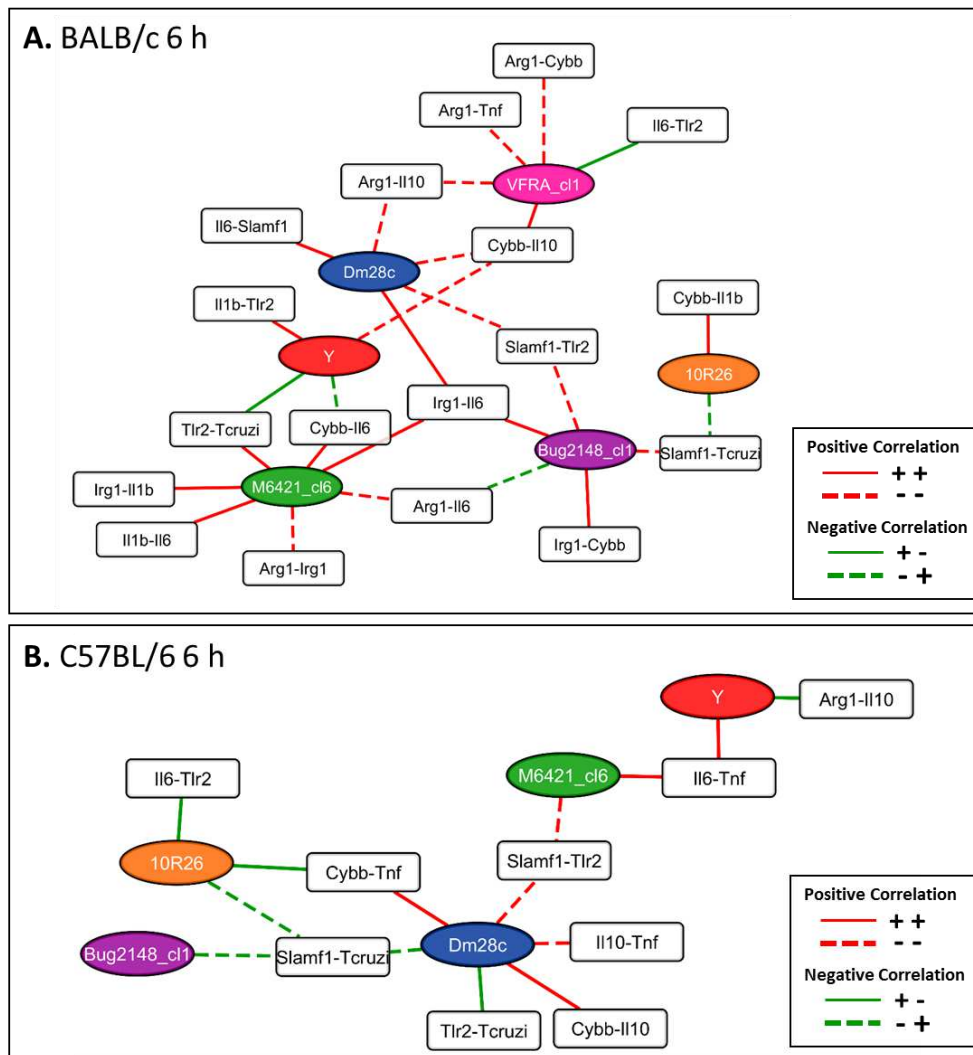 A. BALB/c 6 h
Arg1-Cybb
Arg1-Tnf
Il6-Tlr2
Arg1-Il10
VFRA_cl1
Il6-Slamf1
Cybb-Il10
Dm28c
Il1b-Tlr2
Cybb-Il1b
Slamf1-Tlr2
Y
10R26
Irg1-Il6
Tlr2-Tcruzi
Cybb-Il6
Bug2148_cl1
Slamf1-Tcruzi
Irg1-Il1b
M6421_cl6
Arg1-Il6
Il1b-Il6
Irg1-Cybb
Arg1-Irg1
Positive Correlation
+ +
- -
Negative Correlation
+ -
- +
B. C57BL/6 6 h
Y
Arg1-Il10
Il6-Tlr2
M6421_cl6
Il6-Tnf
10R26
Cybb-Tnf
Slamf1-Tlr2
Bug2148_cl1
Slamf1-Tcruzi
Dm28c
Il10-Tnf
Tlr2-Tcruzi
Cybb-Il10
Positive Correlation
+ +
- -
Negative Correlation
+ -
- +